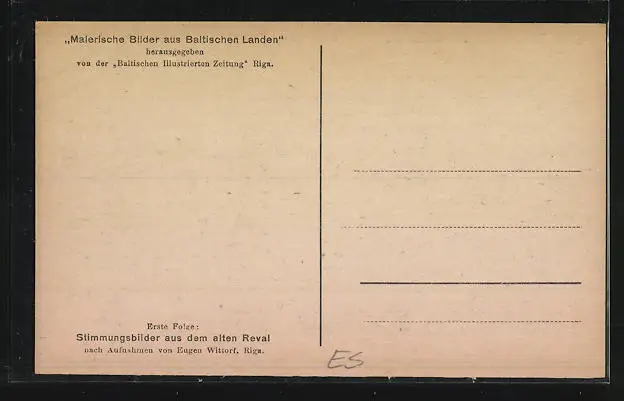 „Malerische Bilder aus Baltischen Landen“
herausgegeben
von der „Baltischen Illustrierten Zeitung“ Riga.
Erste Folge:
Stimmungsbilder aus dem alten Reval
nach Aufnahmen von Eugen Wittorf, Riga.
ES